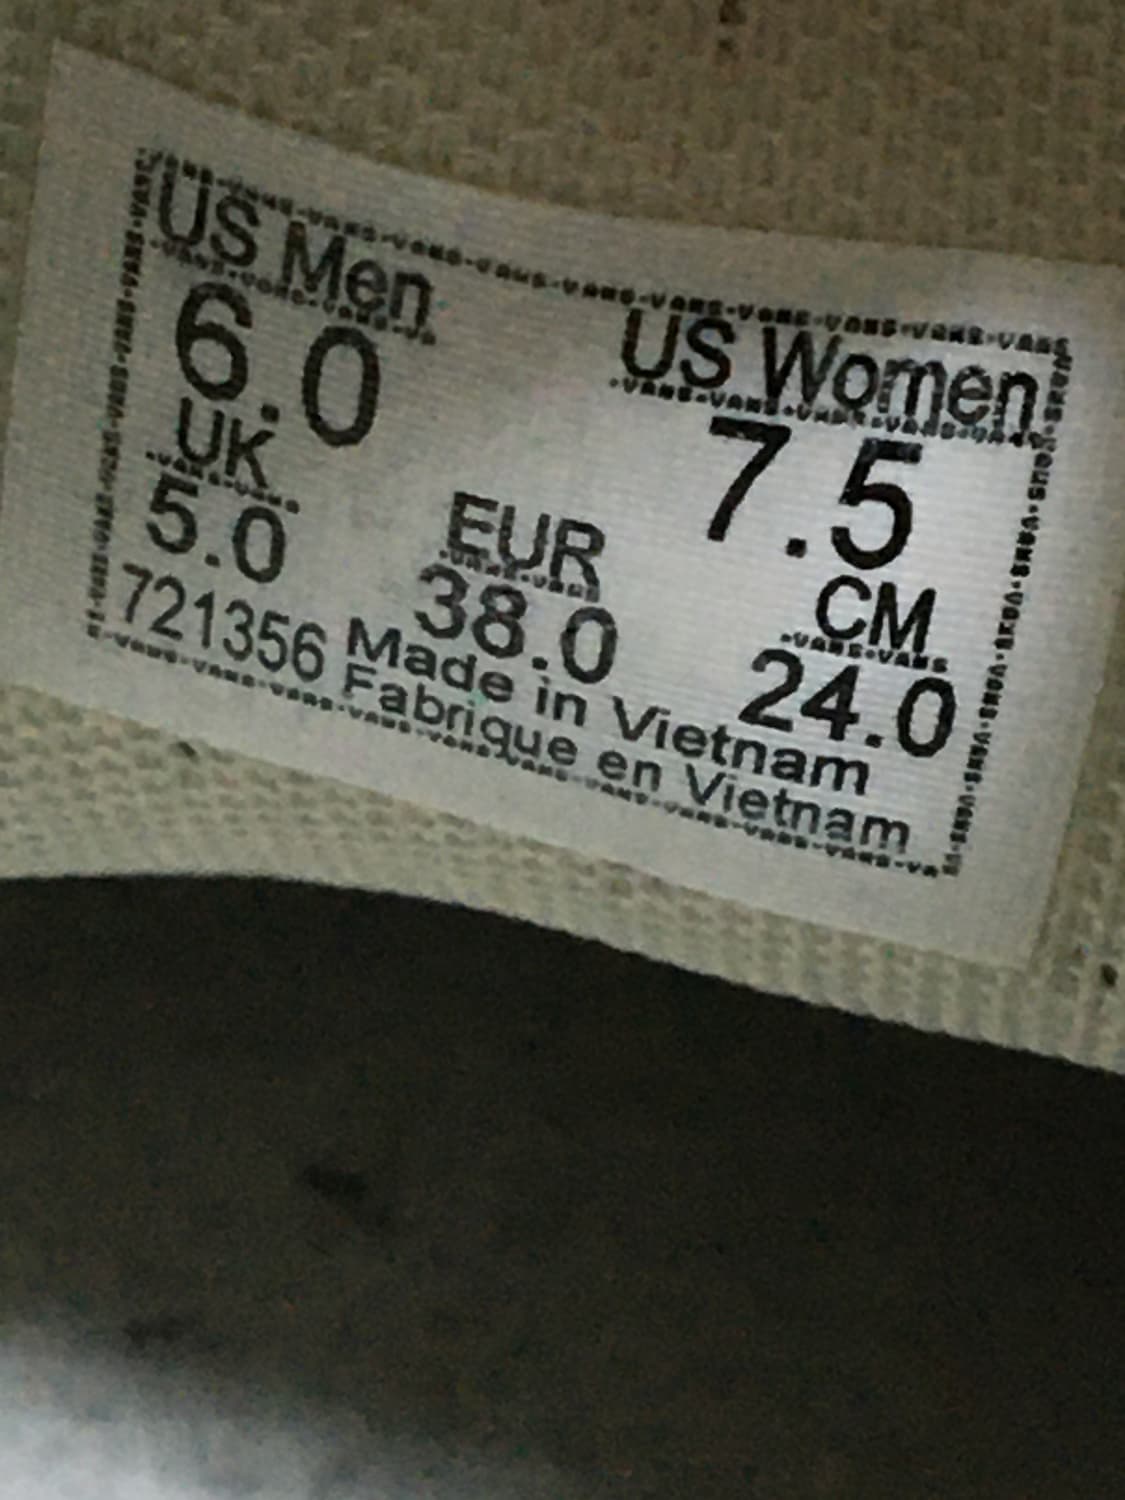 US Men US Women
6.0 7.5
UK EUR CM
5.0 38.0 24.0
721356 Made in Vietnam
Fabrique en Vietnam